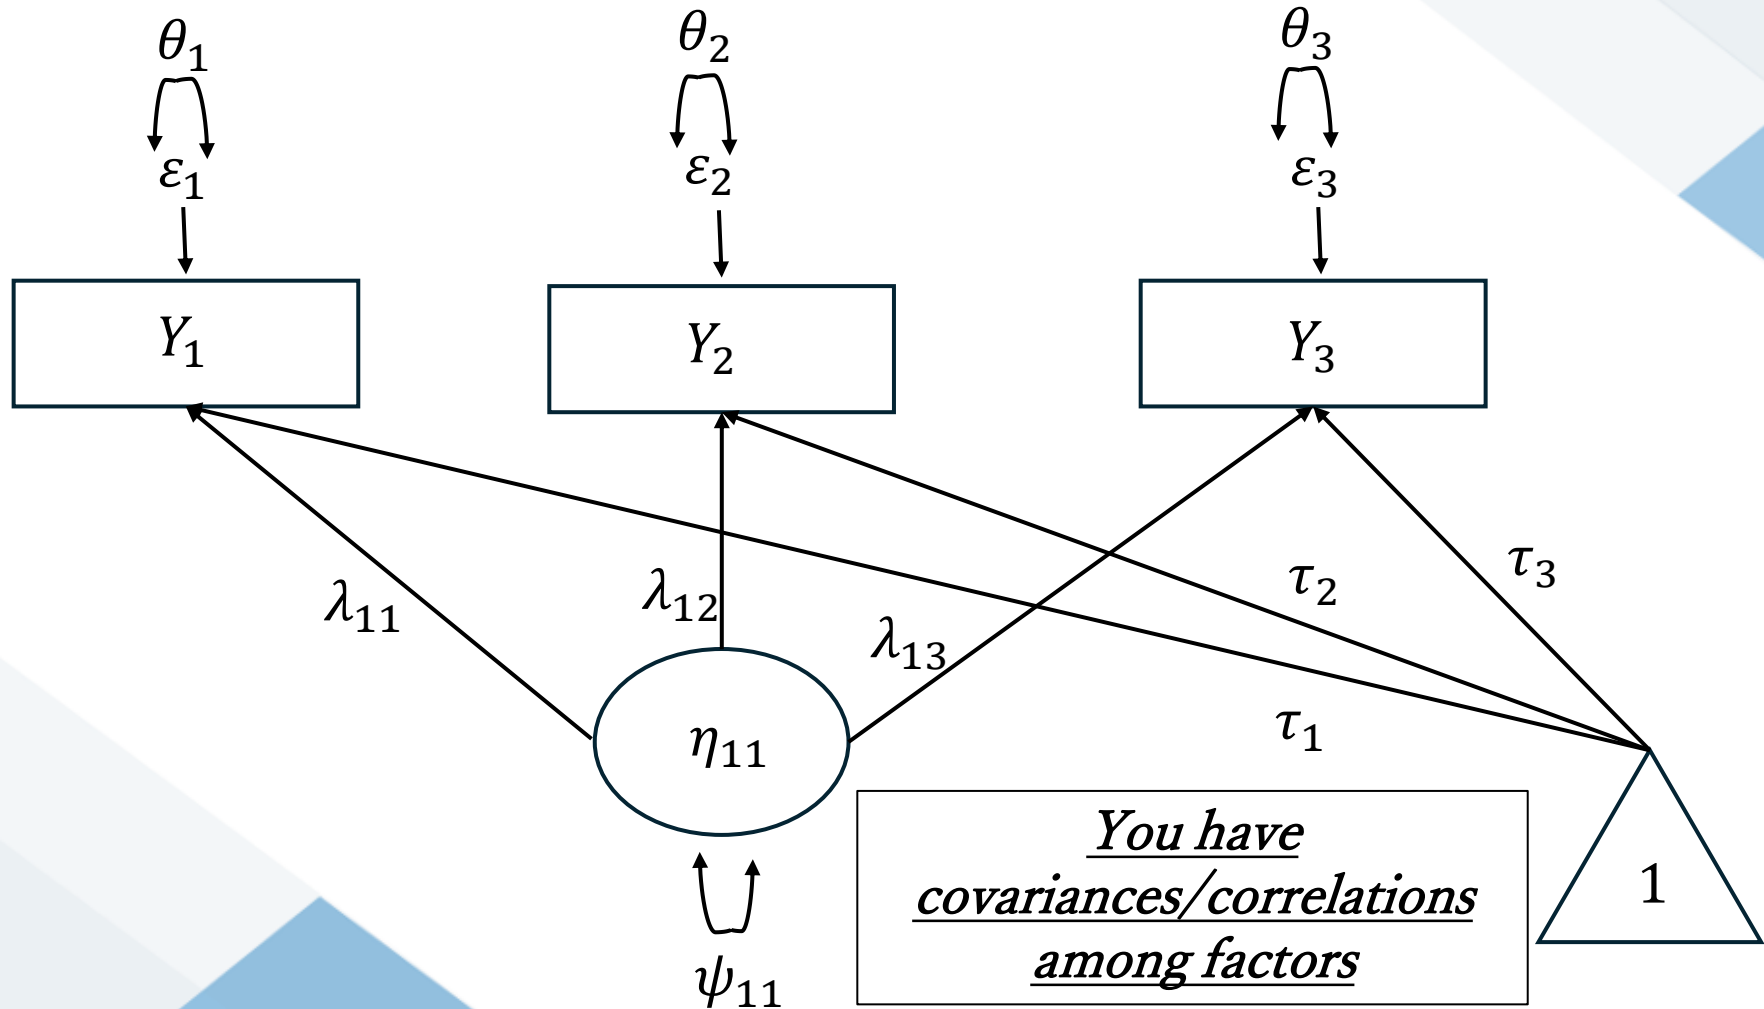 θ₁ θ₂ θ₃
ε₁ ε₂ ε₃
Y₁ Y₂ Y₃
λ₁₁ λ₁₂ λ₁₃ τ₂ τ₃
η₁₁ τ₁
You have
covariances/correlations
among factors
1
ψ₁₁